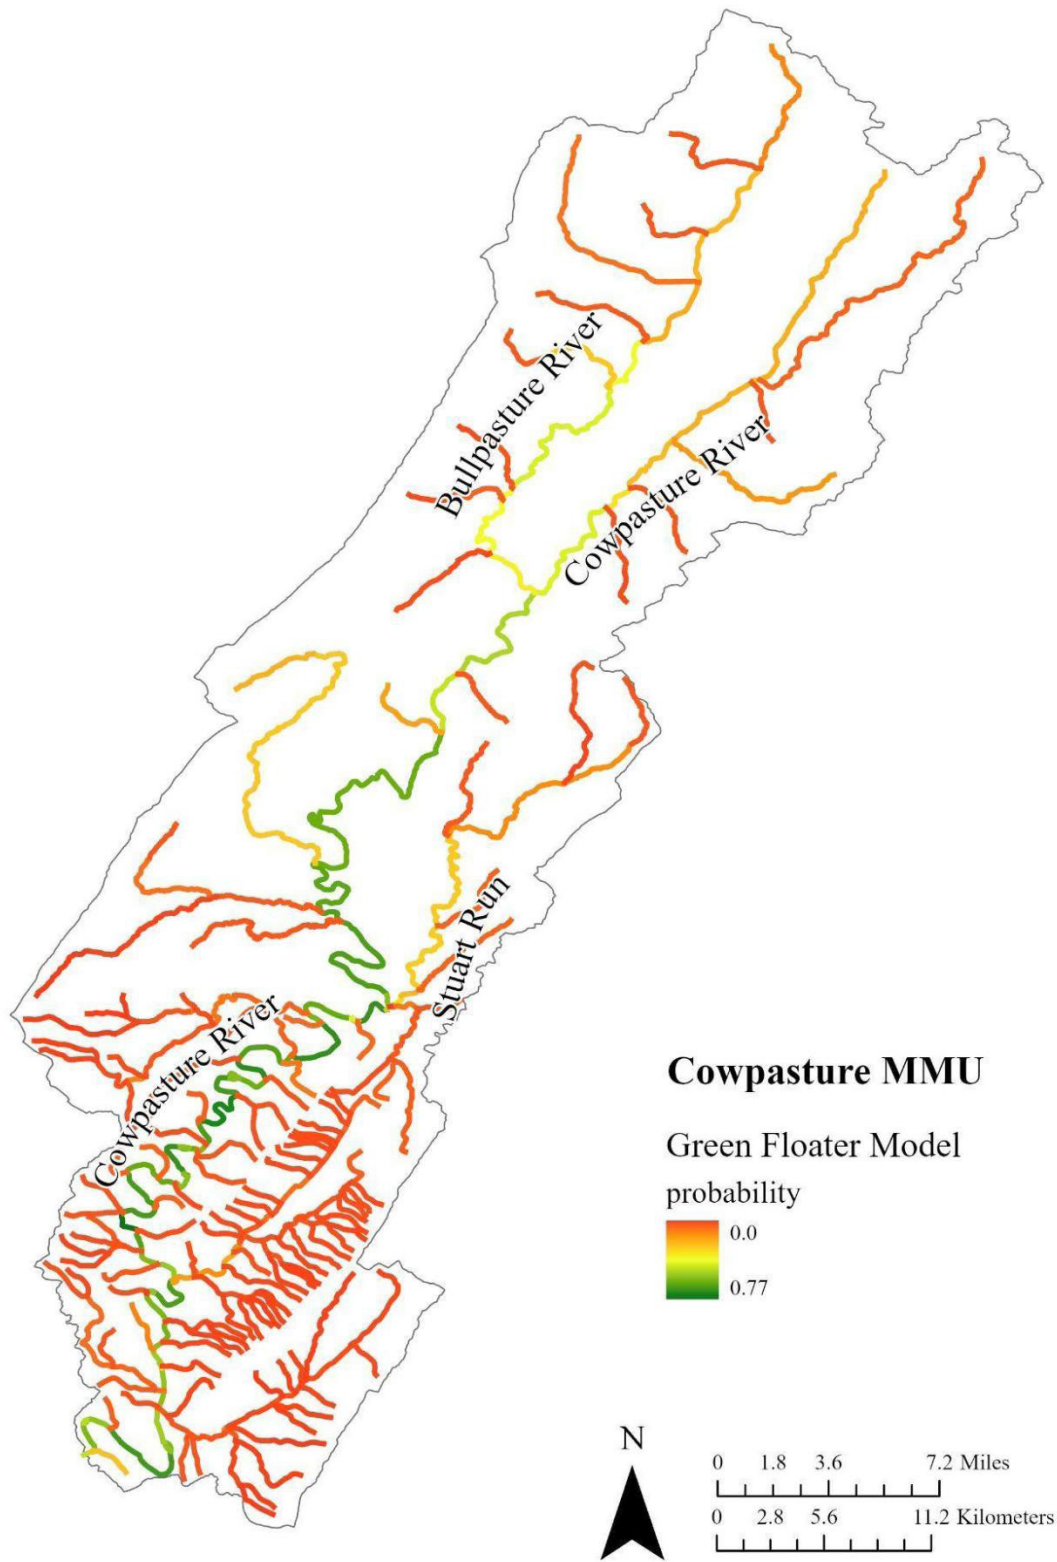 Bullpasture River
Cowpasture River
Stuart Run
Cowpasture River
Cowpasture MMU
Green Floater Model
probability
0.0
0.77
N
0 1.8 3.6 7.2 Miles
0 2.8 5.6 11.2 Kilometers